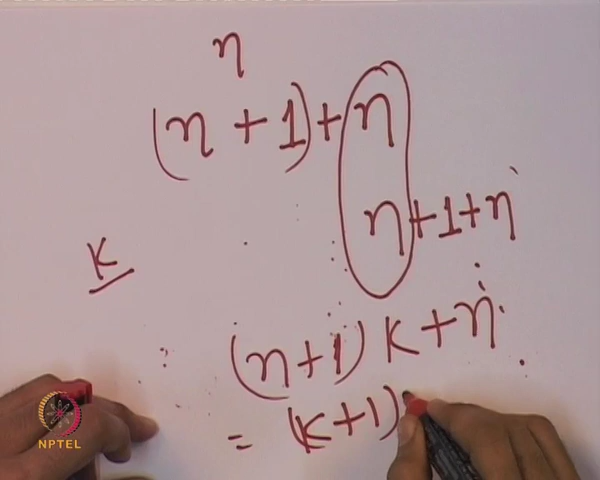 n
(n + 1) + n
n + 1 + n
K
(n + 1) K + n
= (K + 1)
NPTEL